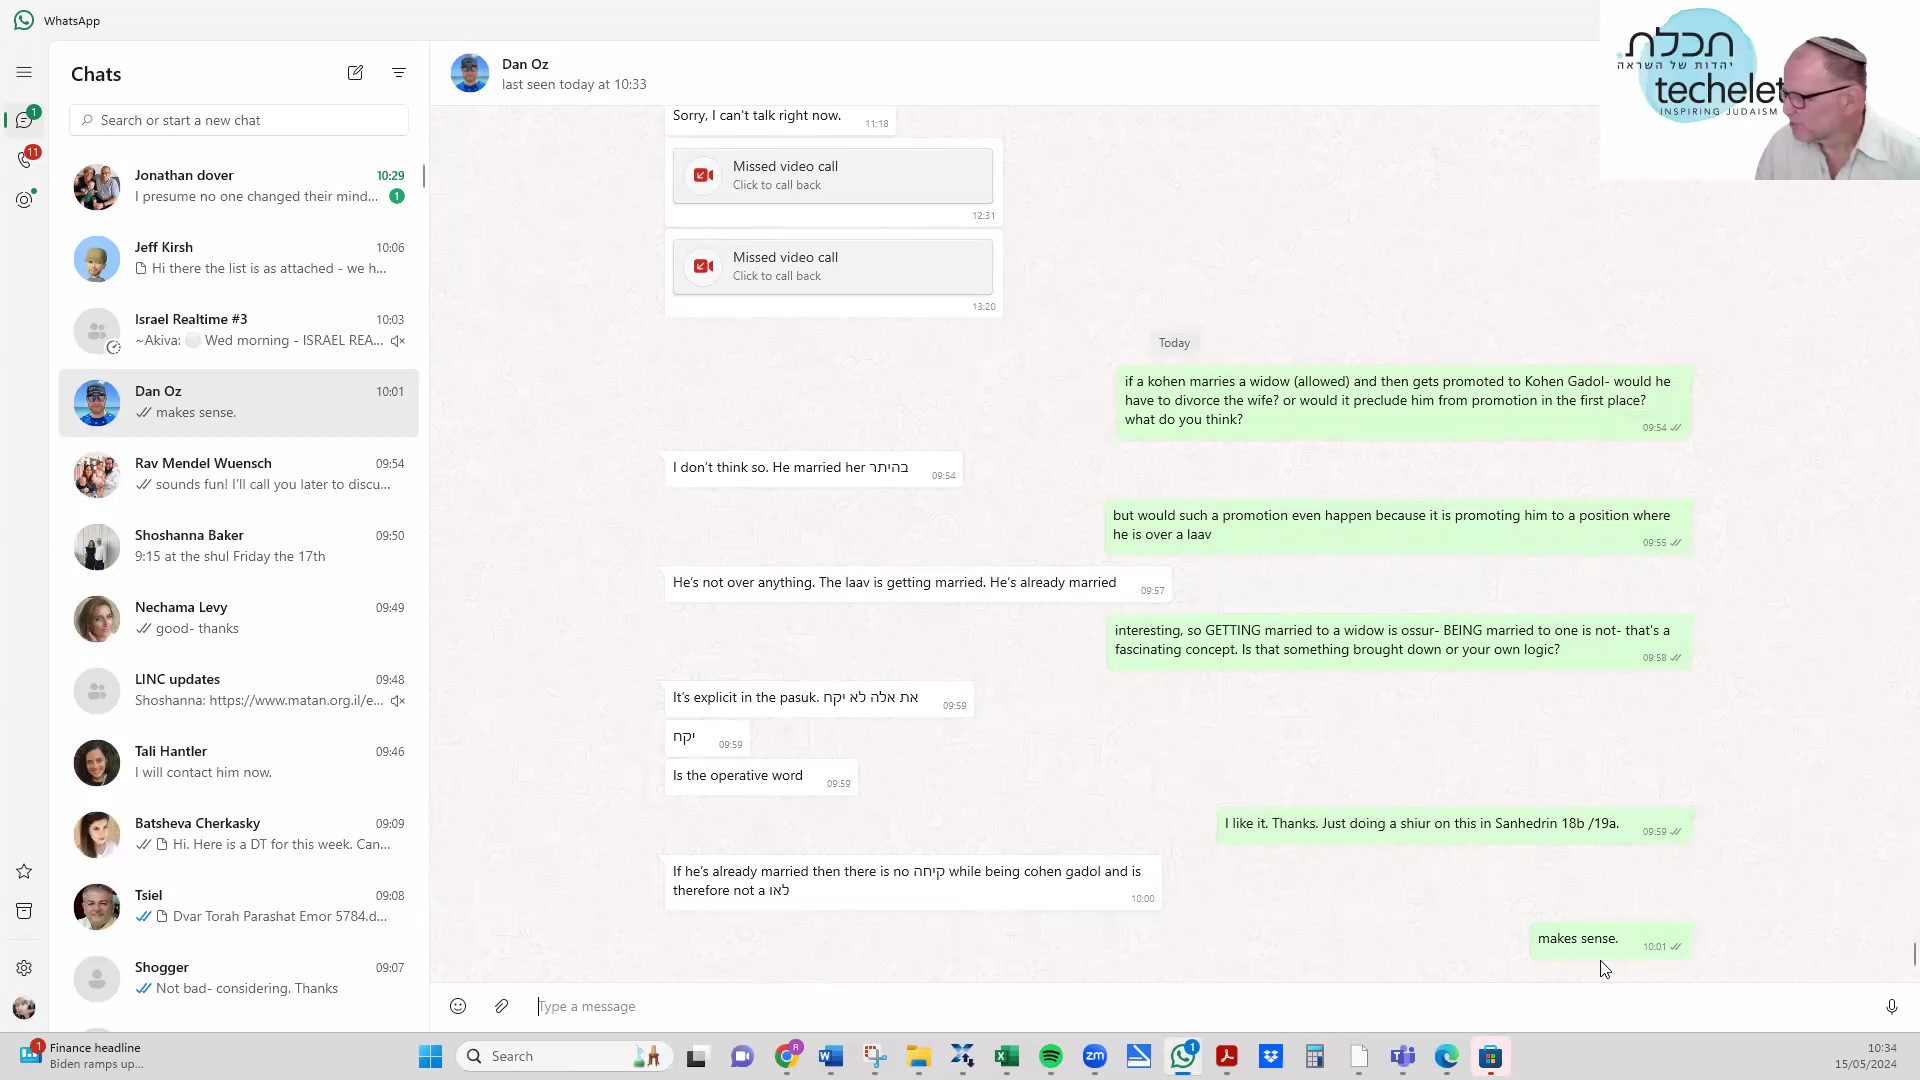 WhatsApp
Chats
Search or start a new chat
1
11
Jonathan dover
10:29
I presume no one changed their mind...
1
Jeff Kirsh
10:06
Hi there the list is as attached - we h...
Israel Realtime #3
10:03
~Akiva: Wed morning - ISRAEL REA...
Dan Oz
10:01
makes sense.
Rav Mendel Wuensch
09:54
sounds fun! I'll call you later to discu...
Shoshanna Baker
09:50
9:15 at the shul Friday the 17th
Nechama Levy
09:49
good- thanks
LINC updates
09:48
Shoshanna: https://www.matan.org.il/e...
Tali Hantler
09:46
I will contact him now.
Batsheva Cherkasky
09:09
Hi. Here is a DT for this week. Can...
Tsiel
09:08
Dvar Torah Parashat Emor 5784.d...
Shogger
09:07
Not bad- considering. Thanks
Dan Oz
last seen today at 10:33
Sorry, I can't talk right now.
11:18
Missed video call
Click to call back
12:31
Missed video call
Click to call back
13:20
Today
if a kohen marries a widow (allowed) and then gets promoted to Kohen Gadol- would he
have to divorce the wife? or would it preclude him from promotion in the first place?
what do you think?
09:54
I don't think so. He married her בהיתר
09:54
but would such a promotion even happen because it is promoting him to a position where
he is over a laav
09:55
He's not over anything. The laav is getting married. He's already married
09:57
interesting, so GETTING married to a widow is ossur- BEING married to one is not- that's a
fascinating concept. Is that something brought down or your own logic?
09:58
It's explicit in the pasuk. את אלה לא יקח
09:59
יקח
09:59
Is the operative word
09:59
I like it. Thanks. Just doing a shiur on this in Sanhedrin 18b /19a.
09:59
If he's already married then there is no קיחה while being cohen gadol and is
therefore not a לאו
10:00
makes sense.
10:01
Type a message
תכלת
יהדות של השראה
techelet
INSPIRING JUDAISM
1
Finance headline
Biden ramps up...
Search
R
zm
1
10:34
15/05/2024